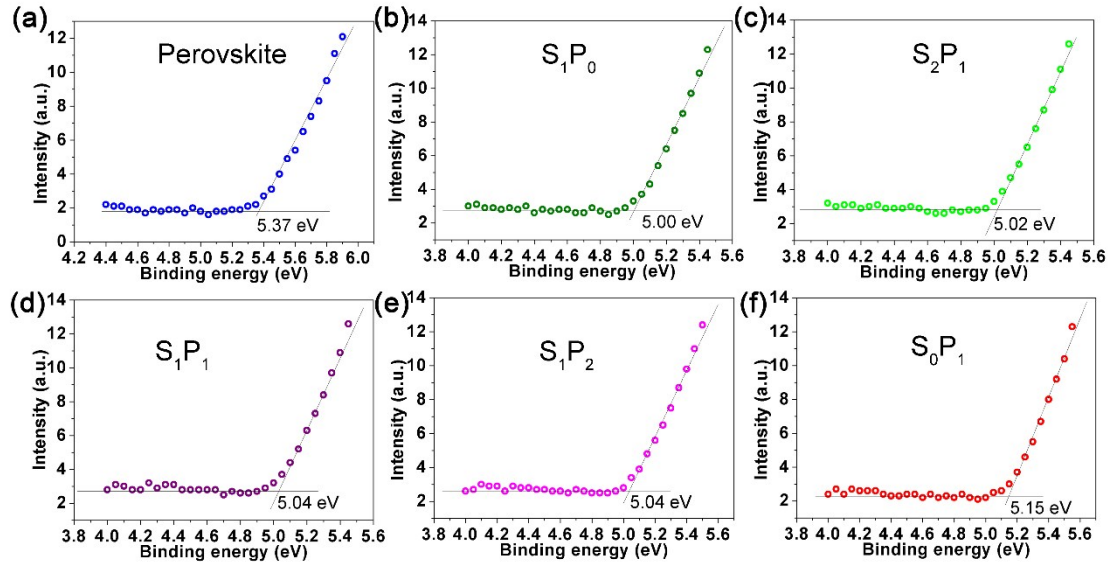 (a)
Perovskite
Intensity (a.u.)
12
10
8
6
4
2
0
5.37 eV
4.2 4.4 4.6 4.8 5.0 5.2 5.4 5.6 5.8 6.0
Binding energy (eV)
(b)
S₁P₀
Intensity (a.u.)
14
12
10
8
6
4
2
5.00 eV
3.8 4.0 4.2 4.4 4.6 4.8 5.0 5.2 5.4 5.6
Binding energy (eV)
(c)
S₂P₁
Intensity (a.u.)
14
12
10
8
6
4
2
5.02 eV
3.8 4.0 4.2 4.4 4.6 4.8 5.0 5.2 5.4 5.6
Binding energy (eV)
(d)
S₁P₁
Intensity (a.u.)
14
12
10
8
6
4
2
5.04 eV
3.8 4.0 4.2 4.4 4.6 4.8 5.0 5.2 5.4 5.6
Binding energy (eV)
(e)
S₁P₂
Intensity (a.u.)
14
12
10
8
6
4
2
5.04 eV
3.8 4.0 4.2 4.4 4.6 4.8 5.0 5.2 5.4 5.6
Binding energy (eV)
(f)
S₀P₁
Intensity (a.u.)
14
12
10
8
6
4
2
5.15 eV
3.8 4.0 4.2 4.4 4.6 4.8 5.0 5.2 5.4 5.6
Binding energy (eV)